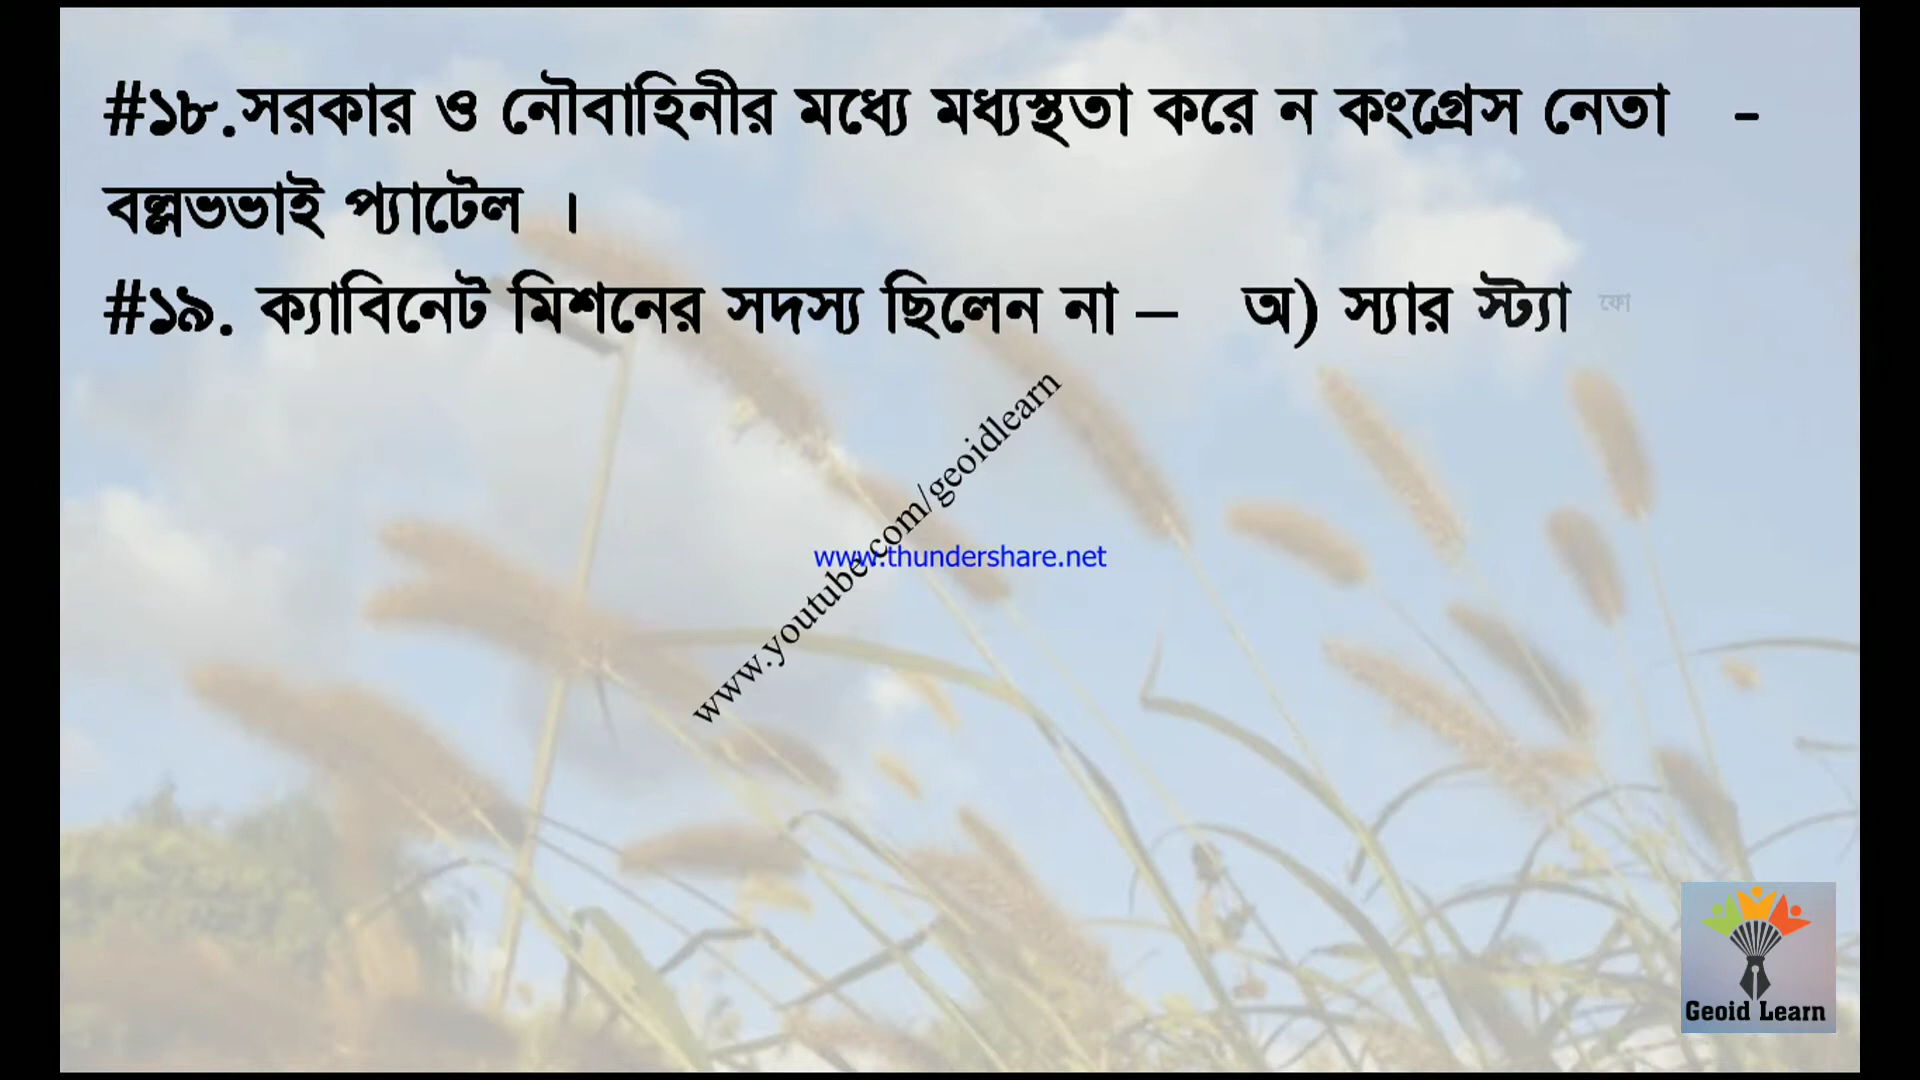 #১৮.সরকার ও নৌবাহিনীর মধ্যে মধ্যস্থতা করে ন কংগ্রেস নেতা -
বল্লভভাই প্যাটেল ।
#১৯. ক্যাবিনেট মিশনের সদস্য ছিলেন না – অ) স্যার স্ট্যা ফো
www.youtube.com/geoidlearn
www.thundershare.net
Geoid Learn